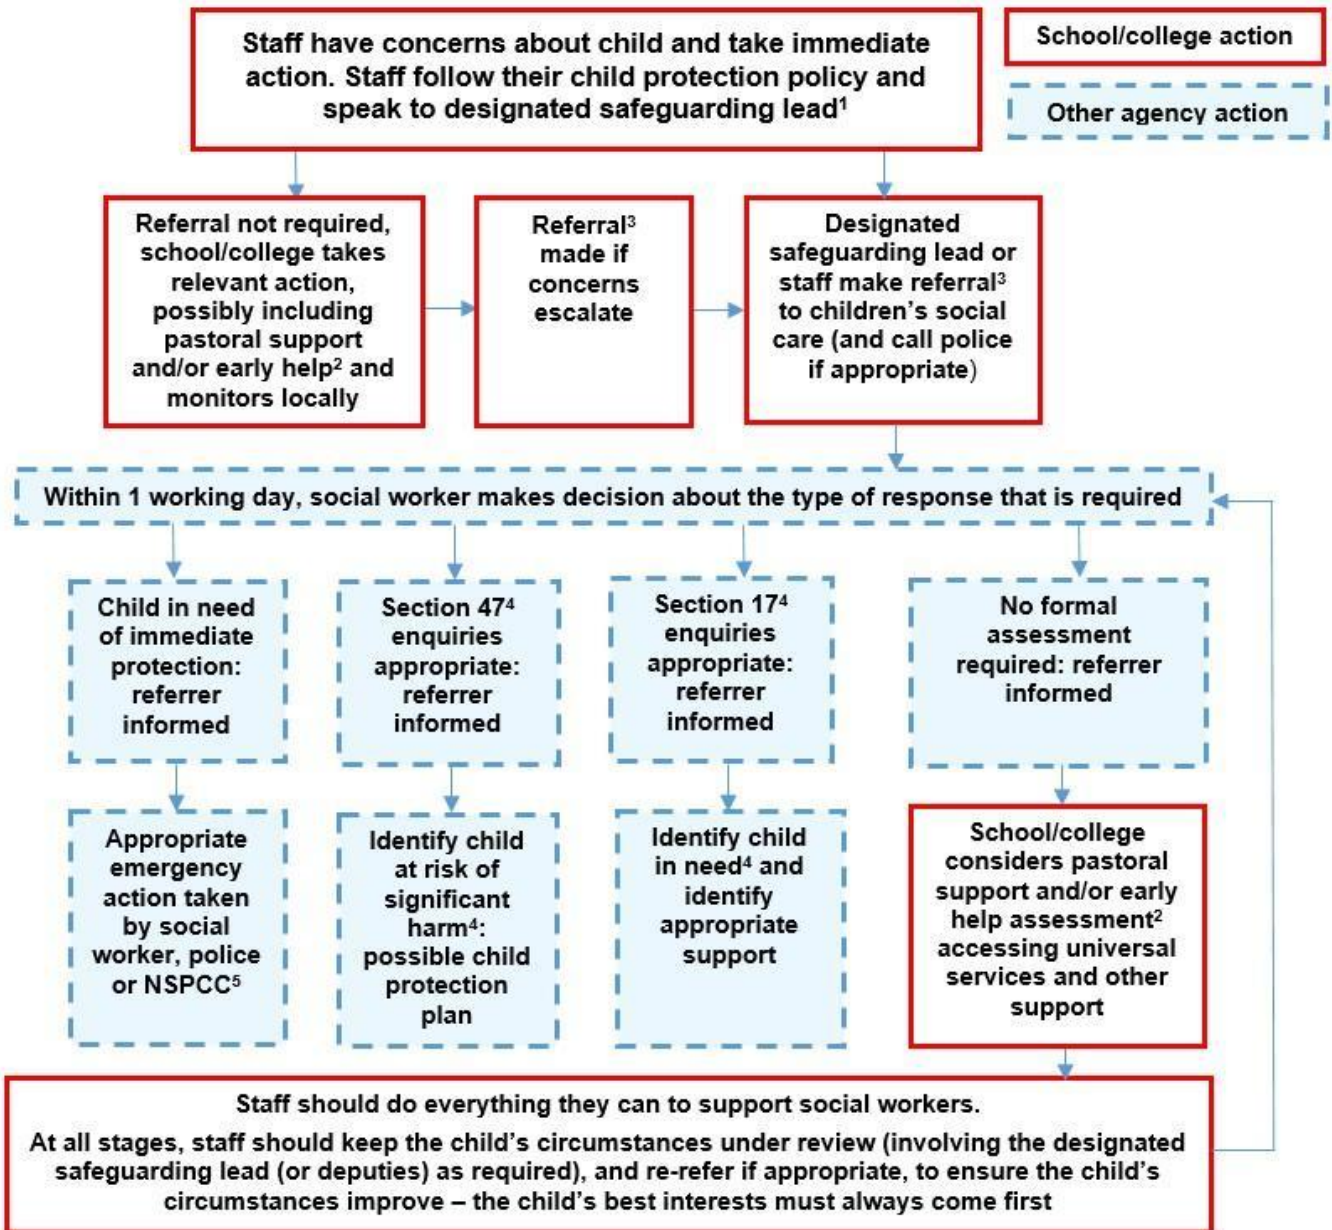 Staff have concerns about child and take immediate
action. Staff follow their child protection policy and
speak to designated safeguarding lead¹
School/college action
Other agency action
Referral not required,
school/college takes
relevant action,
possibly including
pastoral support
and/or early help² and
monitors locally
Referral³
made if
concerns
escalate
Designated
safeguarding lead or
staff make referral³
to children’s social
care (and call police
if appropriate)
Within 1 working day, social worker makes decision about the type of response that is required
Child in need
of immediate
protection:
referrer
informed
Section 47⁴
enquiries
appropriate:
referrer
informed
Section 17⁴
enquiries
appropriate:
referrer
informed
No formal
assessment
required: referrer
informed
Appropriate
emergency
action taken
by social
worker, police
or NSPCC⁵
Identify child
at risk of
significant
harm⁴:
possible child
protection
plan
Identify child
in need⁴ and
identify
appropriate
support
School/college
considers pastoral
support and/or early
help assessment²
accessing universal
services and other
support
Staff should do everything they can to support social workers.
At all stages, staff should keep the child’s circumstances under review (involving the designated
safeguarding lead (or deputies) as required), and re-refer if appropriate, to ensure the child’s
circumstances improve – the child’s best interests must always come first